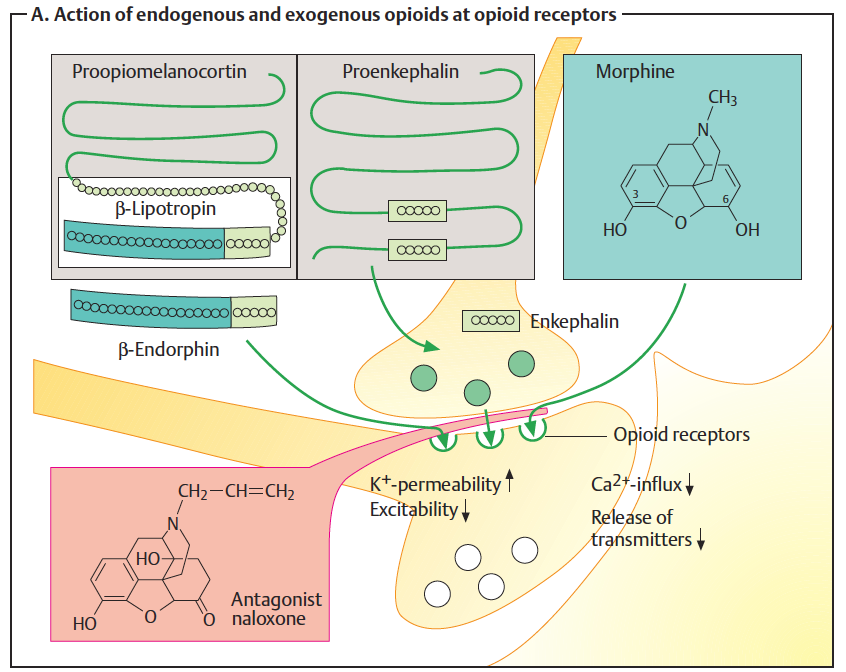 A. Action of endogenous and exogenous opioids at opioid receptors
Proopiomelanocortin
β-Lipotropin
β-Endorphin
Proenkephalin
Enkephalin
Morphine
CH3
N
3
6
HO
O
OH
Opioid receptors
K+-permeability
Excitability
Ca2+-influx
Release of
transmitters
CH2—CH=CH2
N
HO
HO
O
O
Antagonist
naloxone